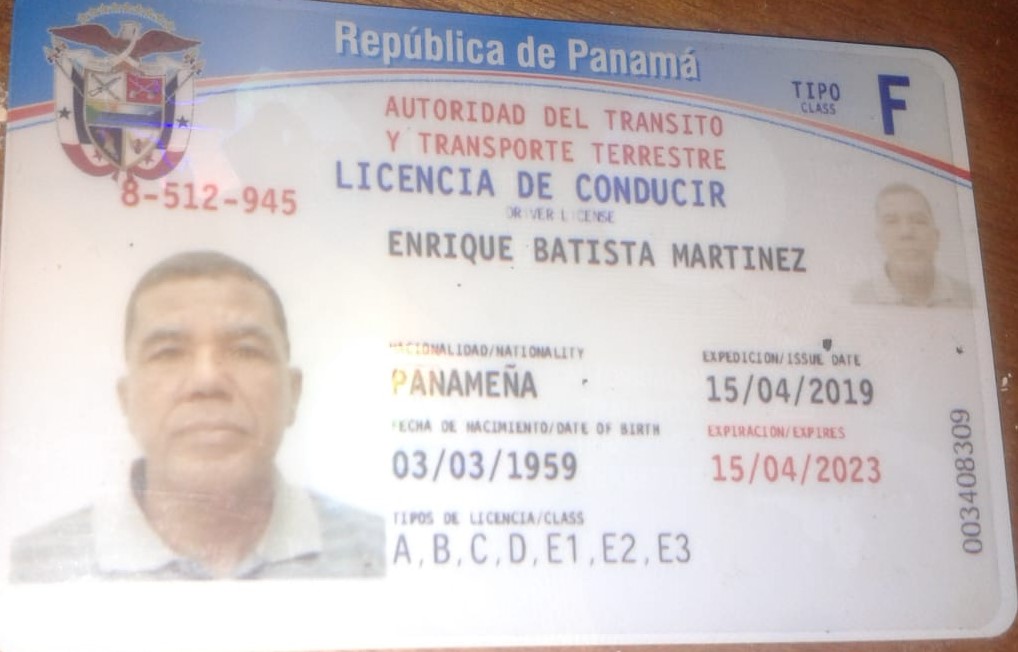 República de Panamá
TIPO
CLASS
F
AUTORIDAD DEL TRANSITO
Y TRANSPORTE TERRESTRE
LICENCIA DE CONDUCIR
DRIVER LICENSE
8-512-945
ENRIQUE BATISTA MARTINEZ
NACIONALIDAD/NATIONALITY
PANAMEÑA
EXPEDICION/ISSUE DATE
15/04/2019
FECHA DE NACIMIENTO/DATE OF BIRTH
03/03/1959
EXPIRACION/EXPIRES
15/04/2023
TIPOS DE LICENCIA/CLASS
A,B,C,D,E1,E2,E3
003408309